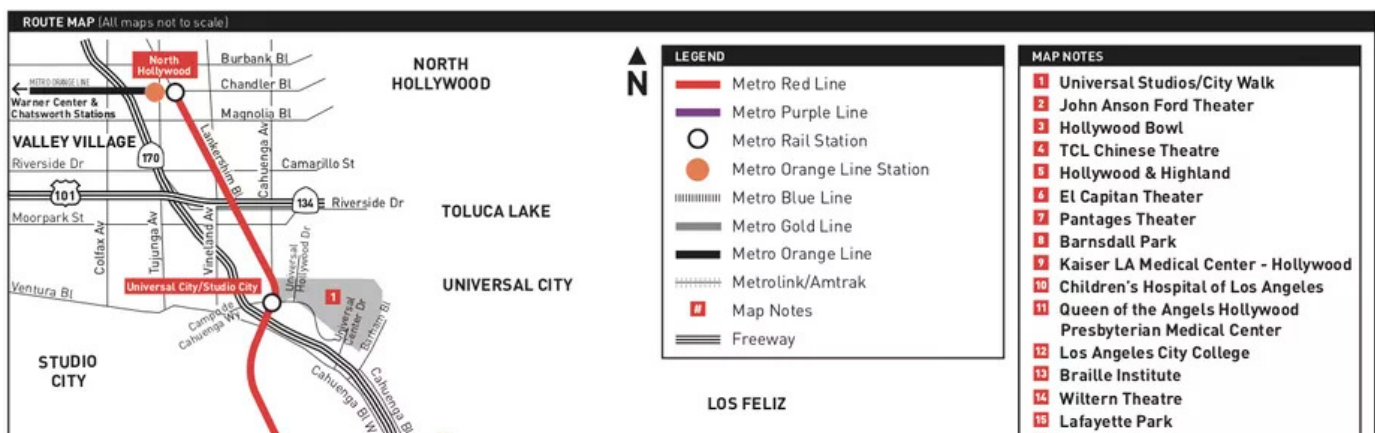 ROUTE MAP (All maps not to scale)
North
Hollywood
Burbank Bl
METRO ORANGE LINE
Chandler Bl
Warner Center &
Chatsworth Stations
Magnolia Bl
NORTH
HOLLYWOOD
VALLEY VILLAGE
Lankershim Bl
Cahuenga Av
170
Riverside Dr
Camarillo St
101
134
Riverside Dr
Moorpark St
TOLUCA LAKE
Colfax Av
Tujunga Av
Vineland Av
Universal
Hollywood Dr
UNIVERSAL CITY
Universal City/Studio City
1
Ventura Bl
Campo de
Cahuenga Wy
Universal
Center Dr
Barham Bl
STUDIO
CITY
Cahuenga Bl W
Cahuenga Bl
LOS FELIZ
N
LEGEND
Metro Red Line
Metro Purple Line
Metro Rail Station
Metro Orange Line Station
Metro Blue Line
Metro Gold Line
Metro Orange Line
Metrolink/Amtrak
# Map Notes
Freeway
MAP NOTES
1 Universal Studios/City Walk
2 John Anson Ford Theater
3 Hollywood Bowl
4 TCL Chinese Theatre
5 Hollywood & Highland
6 El Capitan Theater
7 Pantages Theater
8 Barnsdall Park
9 Kaiser LA Medical Center - Hollywood
10 Children's Hospital of Los Angeles
11 Queen of the Angels Hollywood
Presbyterian Medical Center
12 Los Angeles City College
13 Braille Institute
14 Wiltern Theatre
15 Lafayette Park